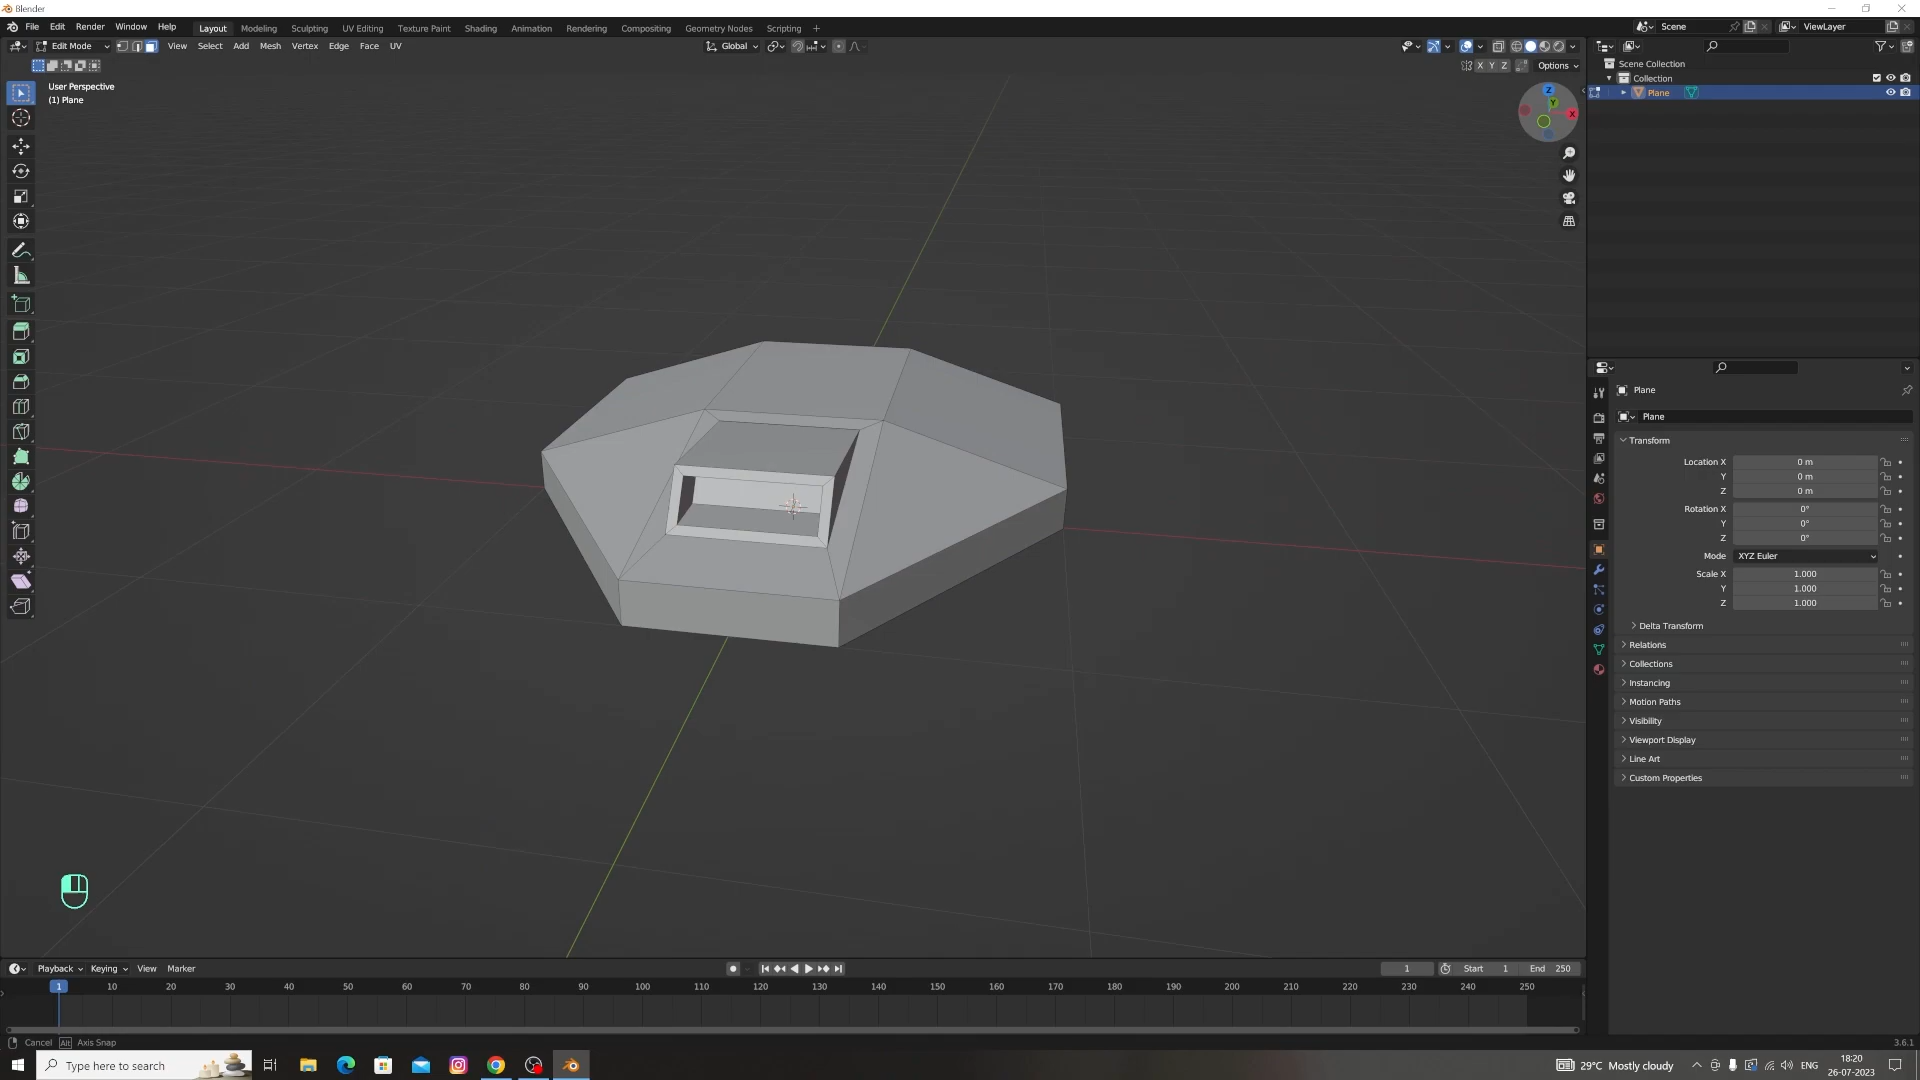 Blender
File Edit Render Window Help Layout Modeling Sculpting UV Editing Texture Paint Shading Animation Rendering Compositing Geometry Nodes Scripting + Scene ViewLayer
Edit Mode View Select Add Mesh Vertex Edge Face UV Global
X Y Z Options
User Perspective
(1) Plane
Z
Y
X
Scene Collection
Collection
Plane
Plane
Plane
Transform
Location X 0 m
Y 0 m
Z 0 m
Rotation X 0°
Y 0°
Z 0°
Mode XYZ Euler
Scale X 1.000
Y 1.000
Z 1.000
Delta Transform
Relations
Collections
Instancing
Motion Paths
Visibility
Viewport Display
Line Art
Custom Properties
Playback Keying View Marker 1 Start 1 End 250
1 10 20 30 40 50 60 70 80 90 100 110 120 130 140 150 160 170 180 190 200 210 220 230 240 250
Cancel Alt Axis Snap 3.6.1
Type here to search 29°C Mostly cloudy ENG 18:20
26-07-2023